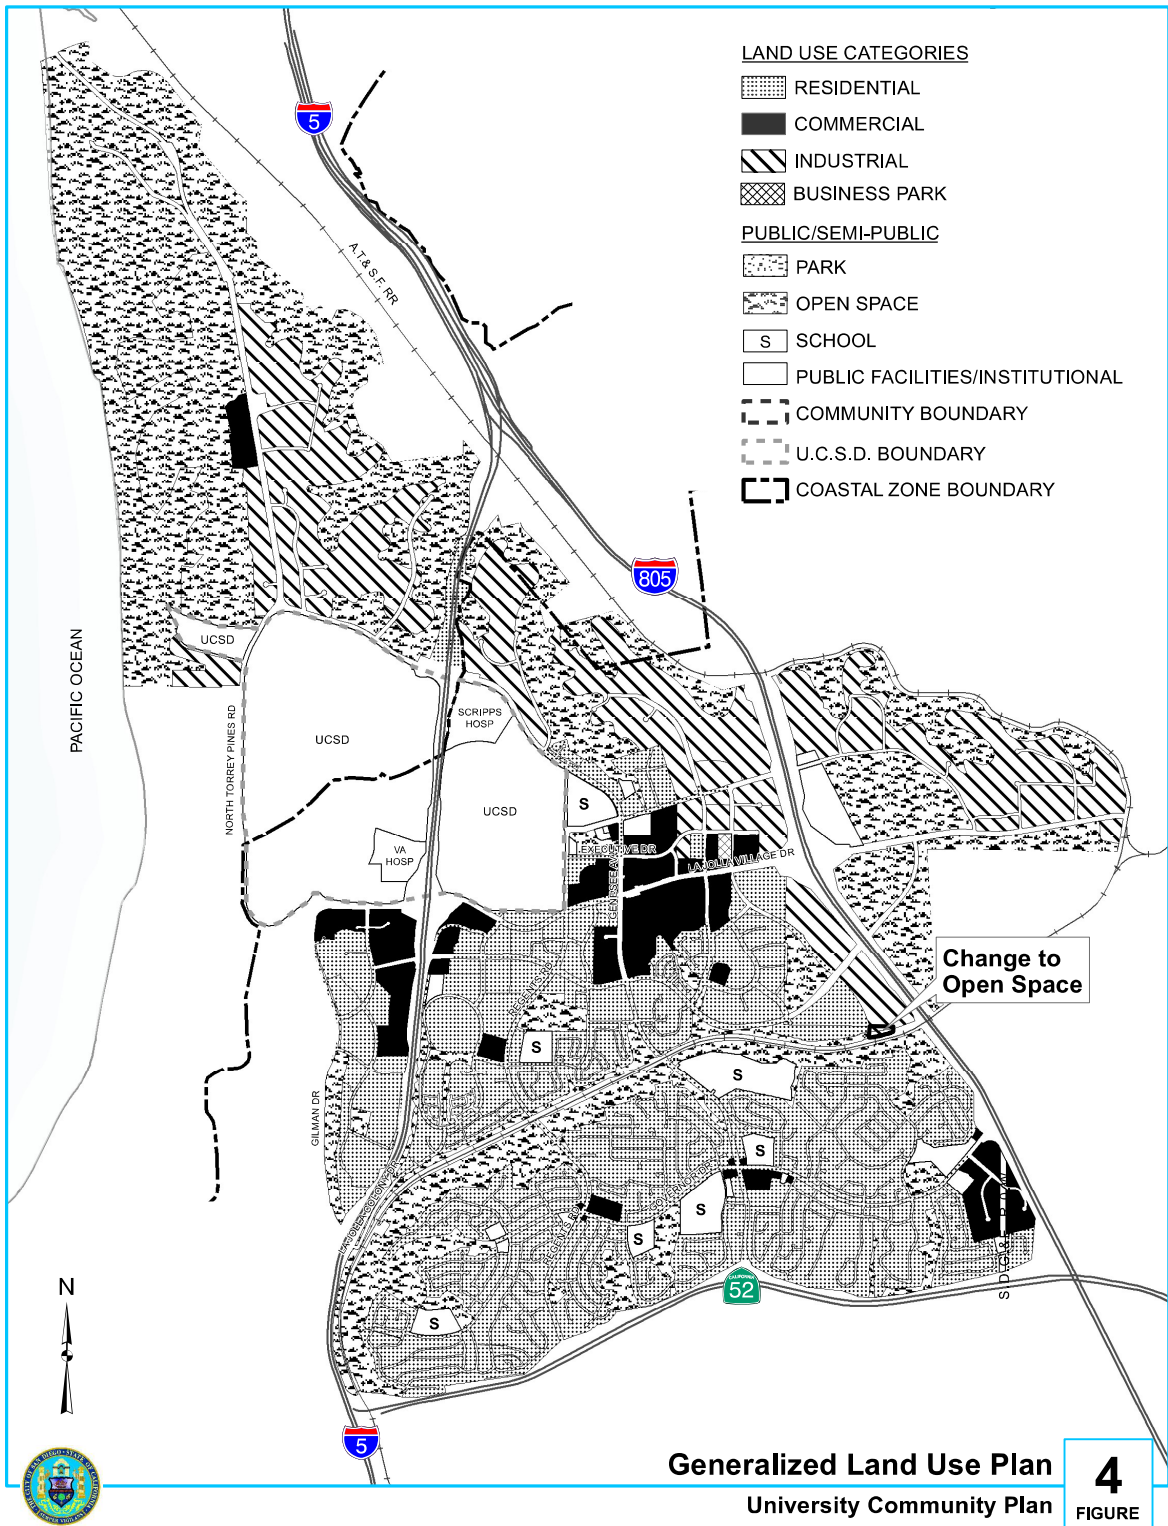 LAND USE CATEGORIES
RESIDENTIAL
COMMERCIAL
INDUSTRIAL
BUSINESS PARK
PUBLIC/SEMI-PUBLIC
PARK
OPEN SPACE
S SCHOOL
PUBLIC FACILITIES/INSTITUTIONAL
COMMUNITY BOUNDARY
U.C.S.D. BOUNDARY
COASTAL ZONE BOUNDARY
5
A.T.& S.F. RR
805
PACIFIC OCEAN
UCSD
NORTH TORREY PINES RD
SCRIPPS
HOSP
UCSD
UCSD
VA
HOSP
S
EXECUTIVE DR
LA JOLLA VILLAGE DR
GENESEE AVE
REGENTS RD
Change to
Open Space
S
S
GILMAN DR
LA JOLLA COLONY DR
S
GOVERNOR DR
REGENTS RD
S
S
S
CALIFORNIA
52
N
5
Generalized Land Use Plan
University Community Plan
4
FIGURE